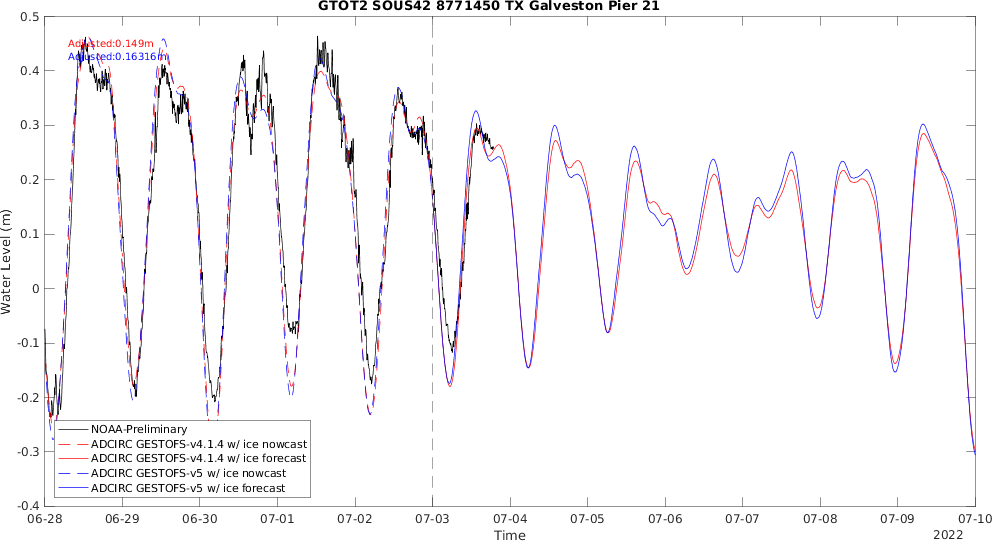 GTOT2 SOUS42 8771450 TX Galveston Pier 21
Adjusted:0.149m
Adjusted:0.16316m
Water Level (m)
0.5
0.4
0.3
0.2
0.1
0
-0.1
-0.2
-0.3
-0.4
NOAA-Preliminary
ADCIRC GESTOFS-v4.1.4 w/ ice nowcast
ADCIRC GESTOFS-v4.1.4 w/ ice forecast
ADCIRC GESTOFS-v5 w/ ice nowcast
ADCIRC GESTOFS-v5 w/ ice forecast
06-28 06-29 06-30 07-01 07-02 07-03 07-04 07-05 07-06 07-07 07-08 07-09 07-10
Time
2022